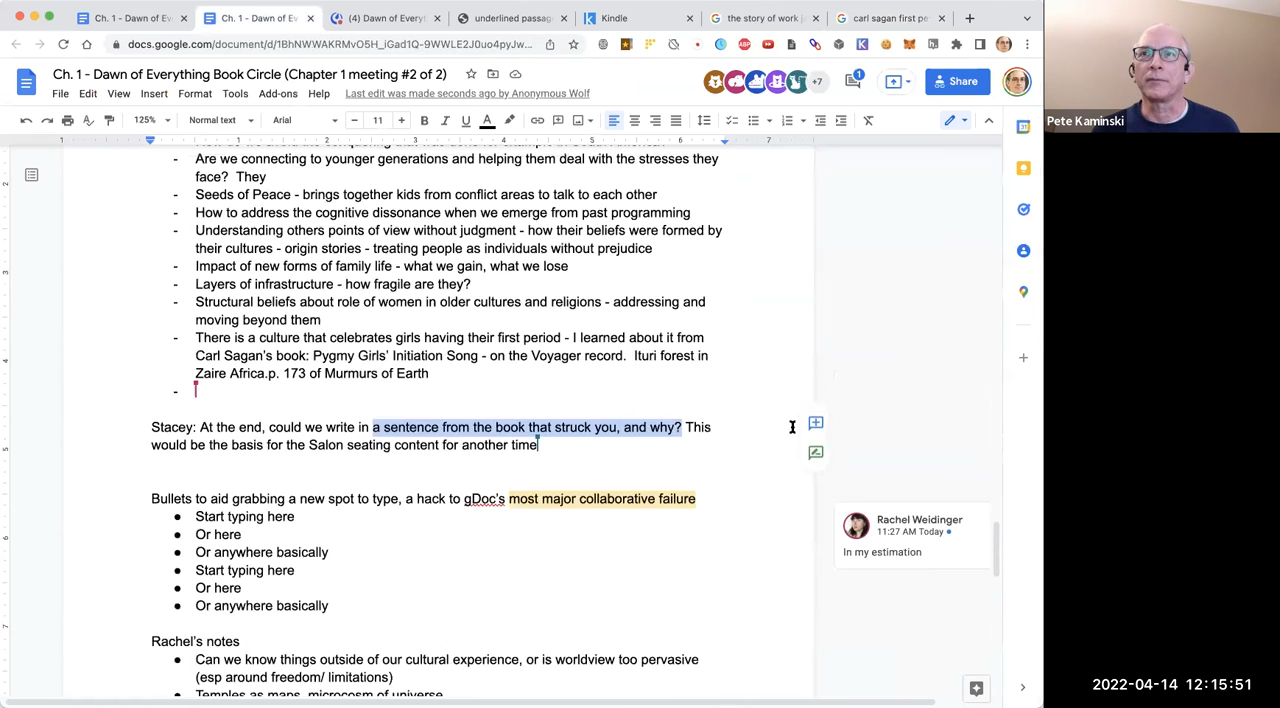 Ch. 1 - Dawn of Ev
Ch. 1 - Dawn of Ev
(4) Dawn of Every
underlined passag
Kindle
the story of work j
carl sagan first pe
docs.google.com/document/d/1BhNWWAKRMvO5H_iGad1Q-9WWLE2J0uo4pyJw...
Ch. 1 - Dawn of Everything Book Circle (Chapter 1 meeting #2 of 2)
File Edit View Insert Format Tools Add-ons Help Last edit was made seconds ago by Anonymous Wolf
+7
1
Share
125% Normal text Arial 11
Are we connecting to younger generations and helping them deal with the stresses they
face? They
- Seeds of Peace - brings together kids from conflict areas to talk to each other
- How to address the cognitive dissonance when we emerge from past programming
- Understanding others points of view without judgment - how their beliefs were formed by
their cultures - origin stories - treating people as individuals without prejudice
- Impact of new forms of family life - what we gain, what we lose
- Layers of infrastructure - how fragile are they?
- Structural beliefs about role of women in older cultures and religions - addressing and
moving beyond them
- There is a culture that celebrates girls having their first period - I learned about it from
Carl Sagan's book: Pygmy Girls' Initiation Song - on the Voyager record. Ituri forest in
Zaire Africa.p. 173 of Murmurs of Earth
-
Stacey: At the end, could we write in a sentence from the book that struck you, and why? This
would be the basis for the Salon seating content for another time
Bullets to aid grabbing a new spot to type, a hack to gDoc's most major collaborative failure
● Start typing here
● Or here
● Or anywhere basically
● Start typing here
● Or here
● Or anywhere basically
Rachel's notes
● Can we know things outside of our cultural experience, or is worldview too pervasive
(esp around freedom/ limitations)
● Temples as maps, microcosm of universe
Rachel Weidinger
11:27 AM Today
In my estimation
Pete Kaminski
2022-04-14 12:15:51